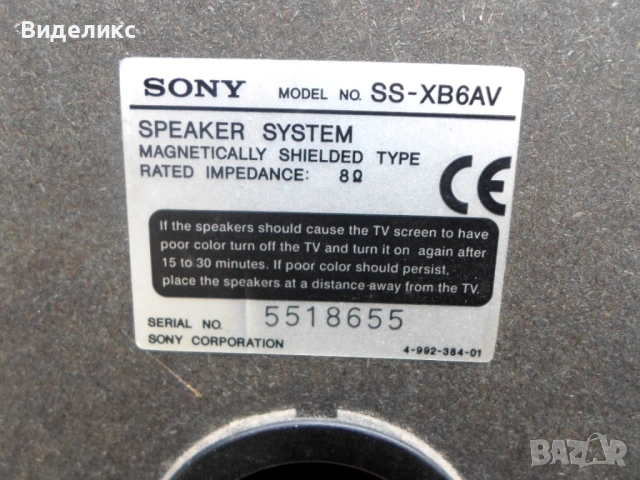 Виделикс
SONY MODEL NO. SS-XB6AV
SPEAKER SYSTEM
MAGNETICALLY SHIELDED TYPE
RATED IMPEDANCE: 8Ω
CE
If the speakers should cause the TV screen to have
poor color turn off the TV and turn it on again after
15 to 30 minutes. If poor color should persist,
place the speakers at a distance away from the TV.
SERIAL NO. 5518655
SONY CORPORATION 4-992-384-01
BAZAR